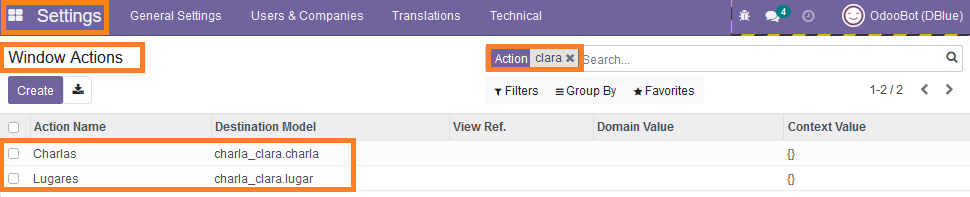 Settings General Settings Users & Companies Translations Technical 4 OdooBot (DBlue)
Window Actions Action clara Search...
Create Filters Group By Favorites 1-2 / 2
Action Name Destination Model View Ref. Domain Value Context Value
Charlas charla_clara.charla {}
Lugares charla_clara.lugar {}